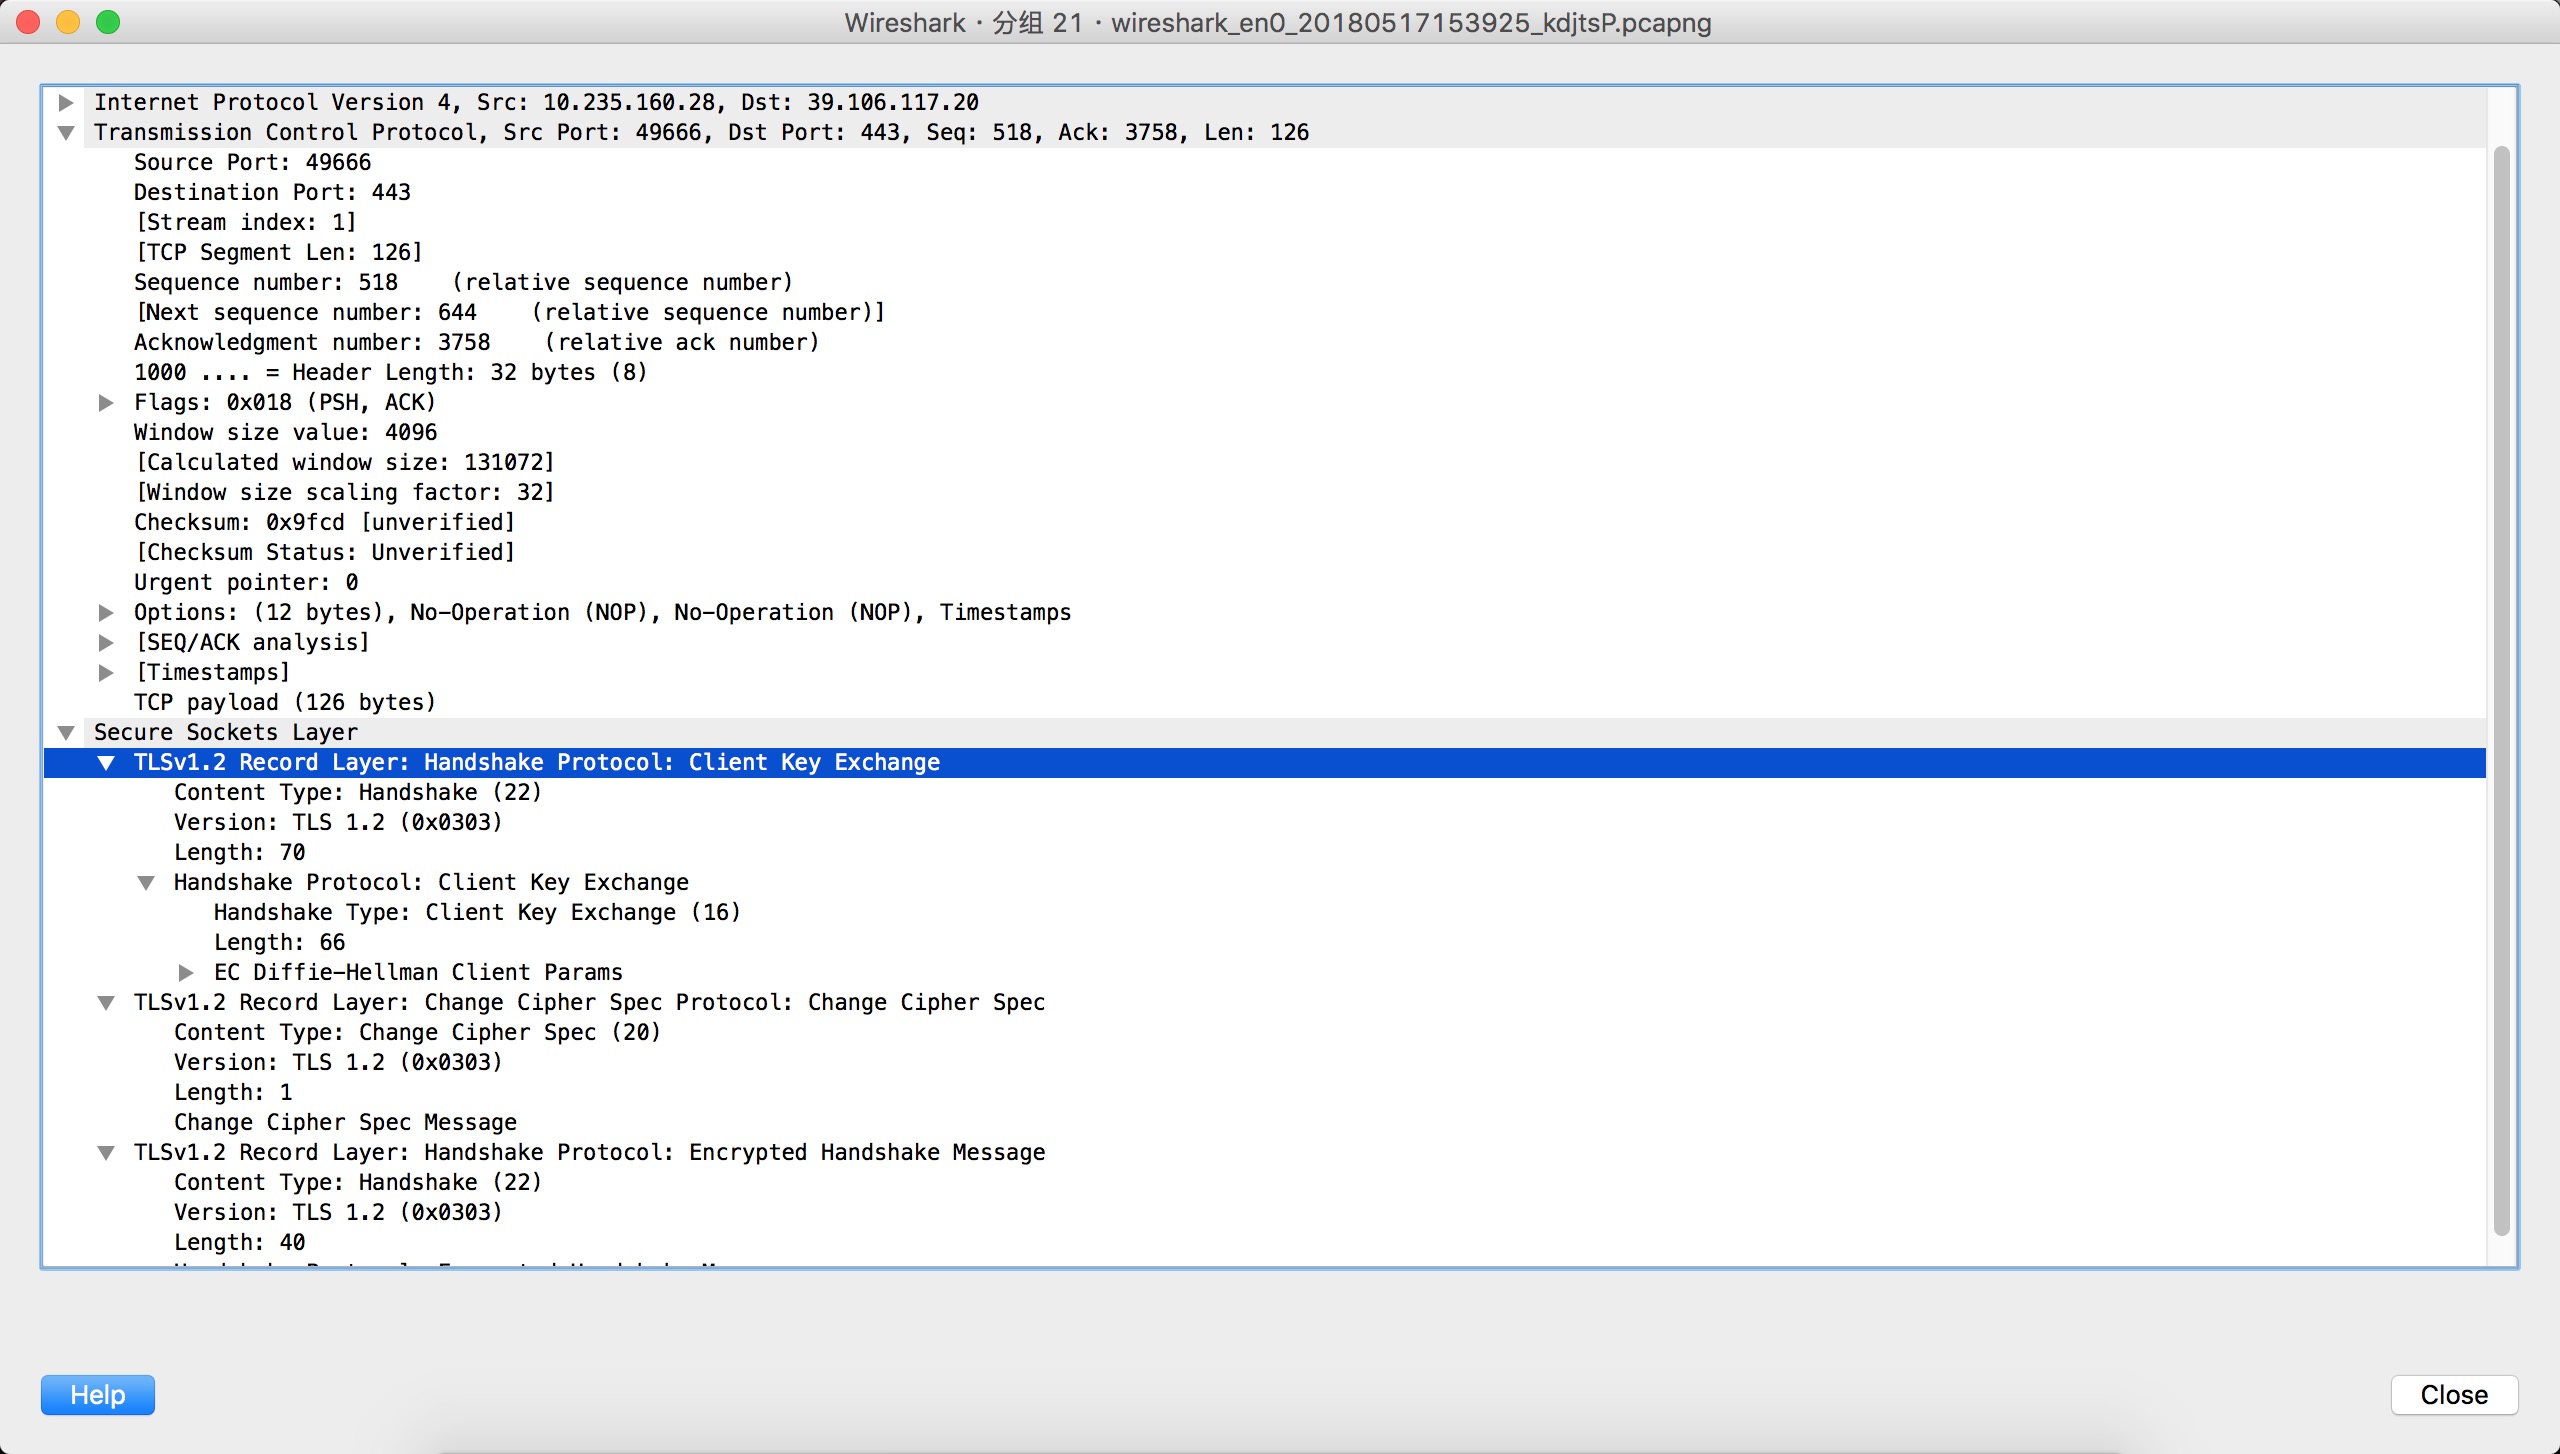 Wireshark · 分组 21 · wireshark_en0_20180517153925_kdjtsP.pcapng
Internet Protocol Version 4, Src: 10.235.160.28, Dst: 39.106.117.20
Transmission Control Protocol, Src Port: 49666, Dst Port: 443, Seq: 518, Ack: 3758, Len: 126
Source Port: 49666
Destination Port: 443
[Stream index: 1]
[TCP Segment Len: 126]
Sequence number: 518    (relative sequence number)
[Next sequence number: 644    (relative sequence number)]
Acknowledgment number: 3758    (relative ack number)
1000 .... = Header Length: 32 bytes (8)
Flags: 0x018 (PSH, ACK)
Window size value: 4096
[Calculated window size: 131072]
[Window size scaling factor: 32]
Checksum: 0x9fcd [unverified]
[Checksum Status: Unverified]
Urgent pointer: 0
Options: (12 bytes), No-Operation (NOP), No-Operation (NOP), Timestamps
[SEQ/ACK analysis]
[Timestamps]
TCP payload (126 bytes)
Secure Sockets Layer
TLSv1.2 Record Layer: Handshake Protocol: Client Key Exchange
Content Type: Handshake (22)
Version: TLS 1.2 (0x0303)
Length: 70
Handshake Protocol: Client Key Exchange
Handshake Type: Client Key Exchange (16)
Length: 66
EC Diffie-Hellman Client Params
TLSv1.2 Record Layer: Change Cipher Spec Protocol: Change Cipher Spec
Content Type: Change Cipher Spec (20)
Version: TLS 1.2 (0x0303)
Length: 1
Change Cipher Spec Message
TLSv1.2 Record Layer: Handshake Protocol: Encrypted Handshake Message
Content Type: Handshake (22)
Version: TLS 1.2 (0x0303)
Length: 40
Help
Close